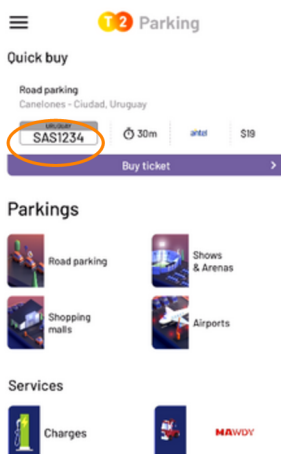 T2 Parking
Quick buy
Road parking
Canelones - Ciudad, Uruguay
URUGUAY
SAS1234
30m
antel
$19
Buy ticket
Parkings
Road parking
Shows
& Arenas
Shopping
malls
Airports
Services
Charges
MAWDY